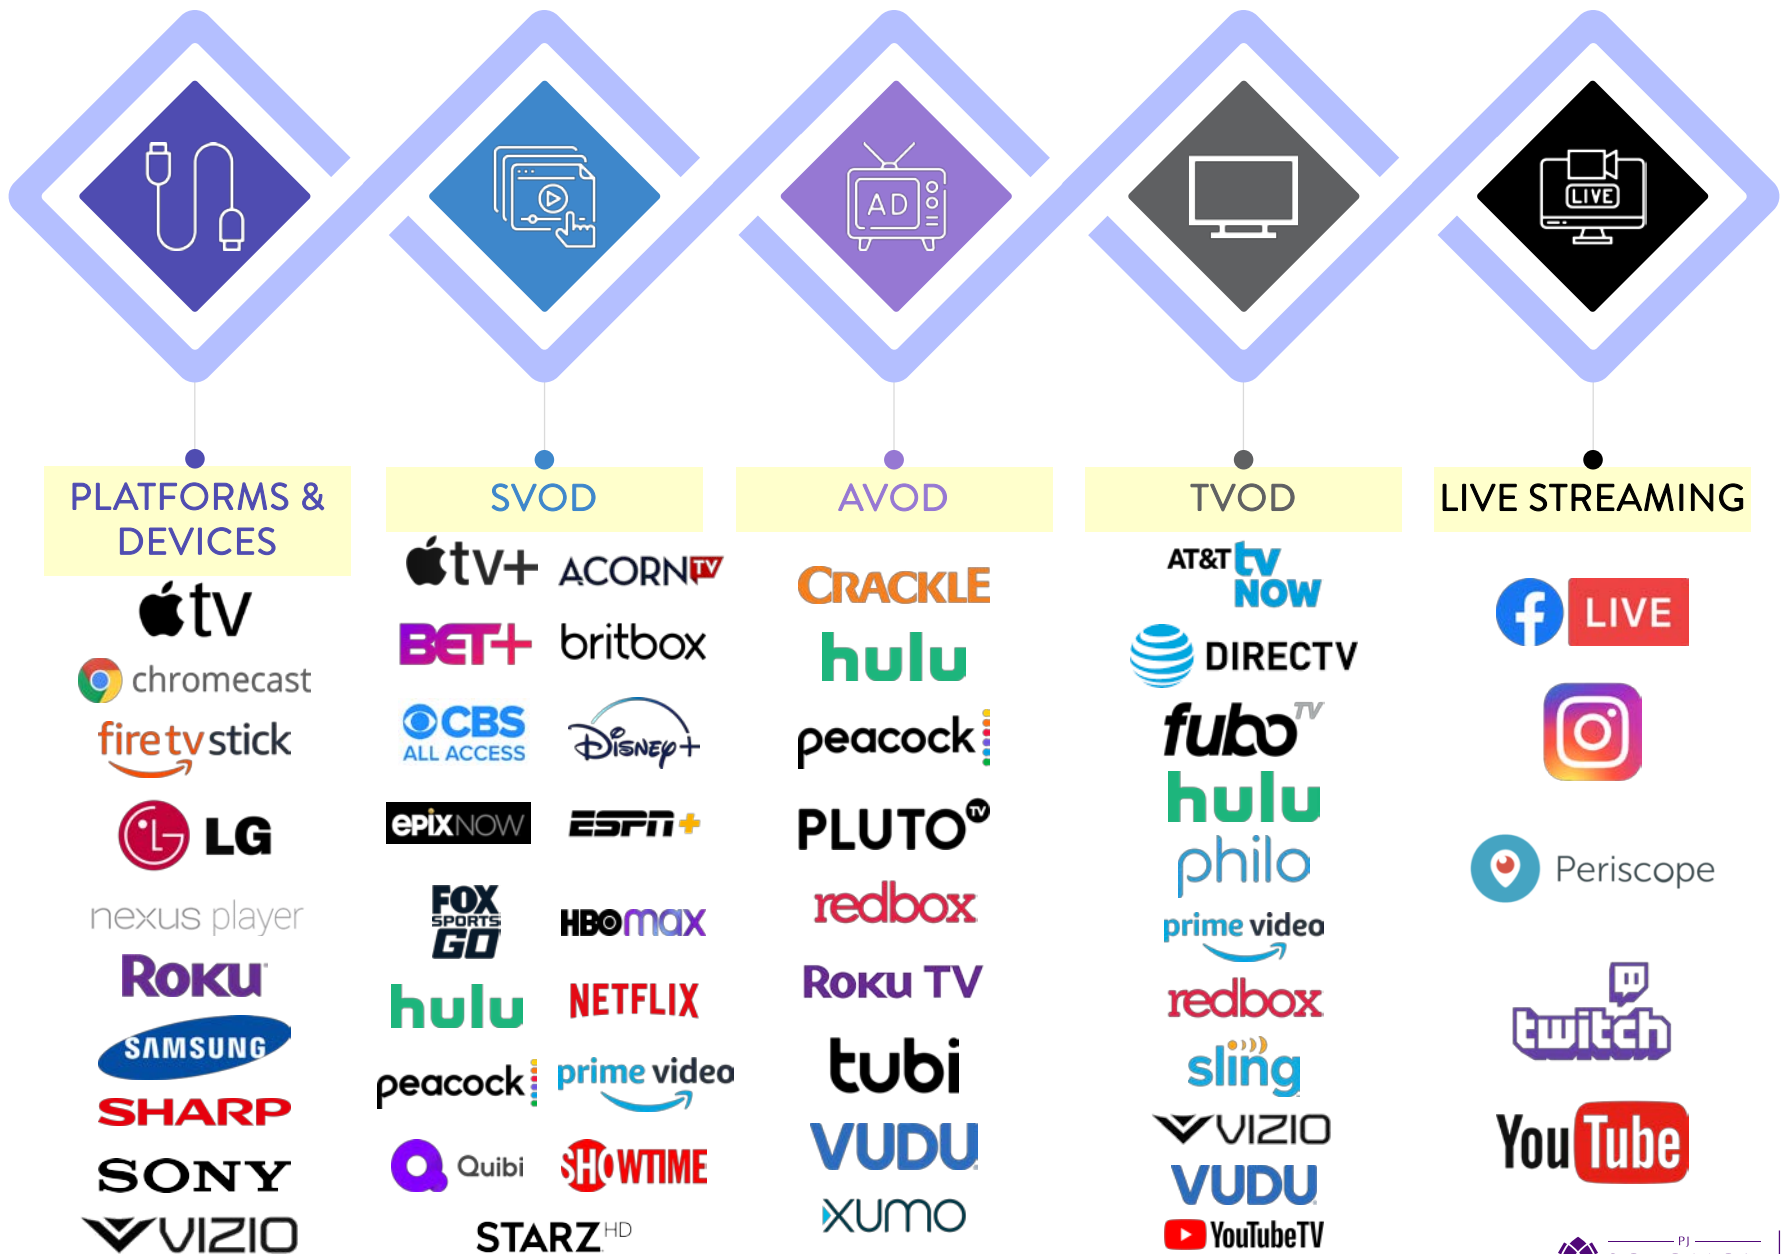 AD
LIVE
PLATFORMS &
DEVICES
tv
chromecast
fire tv stick
LG
LG
nexus player
ROKU
SAMSUNG
SHARP
SONY
VIZIO
SVOD
tv+
ACORN TV
BET+
britbox
CBS
ALL ACCESS
Disney+
epix NOW
ESPN+
FOX
SPORTS
GO
HBO max
hulu
NETFLIX
peacock
prime video
Quibi
SHOWTIME
STARZ HD
AVOD
CRACKLE
hulu
peacock
PLUTO TV
redbox
ROKU TV
tubi
VUDU
XUMO
TVOD
AT&T tv
NOW
DIRECTV
fubo TV
hulu
philo
prime video
redbox
sling
VIZIO
VUDU
YouTubeTV
LIVE STREAMING
f LIVE
Periscope
twitch
YouTube
PJ